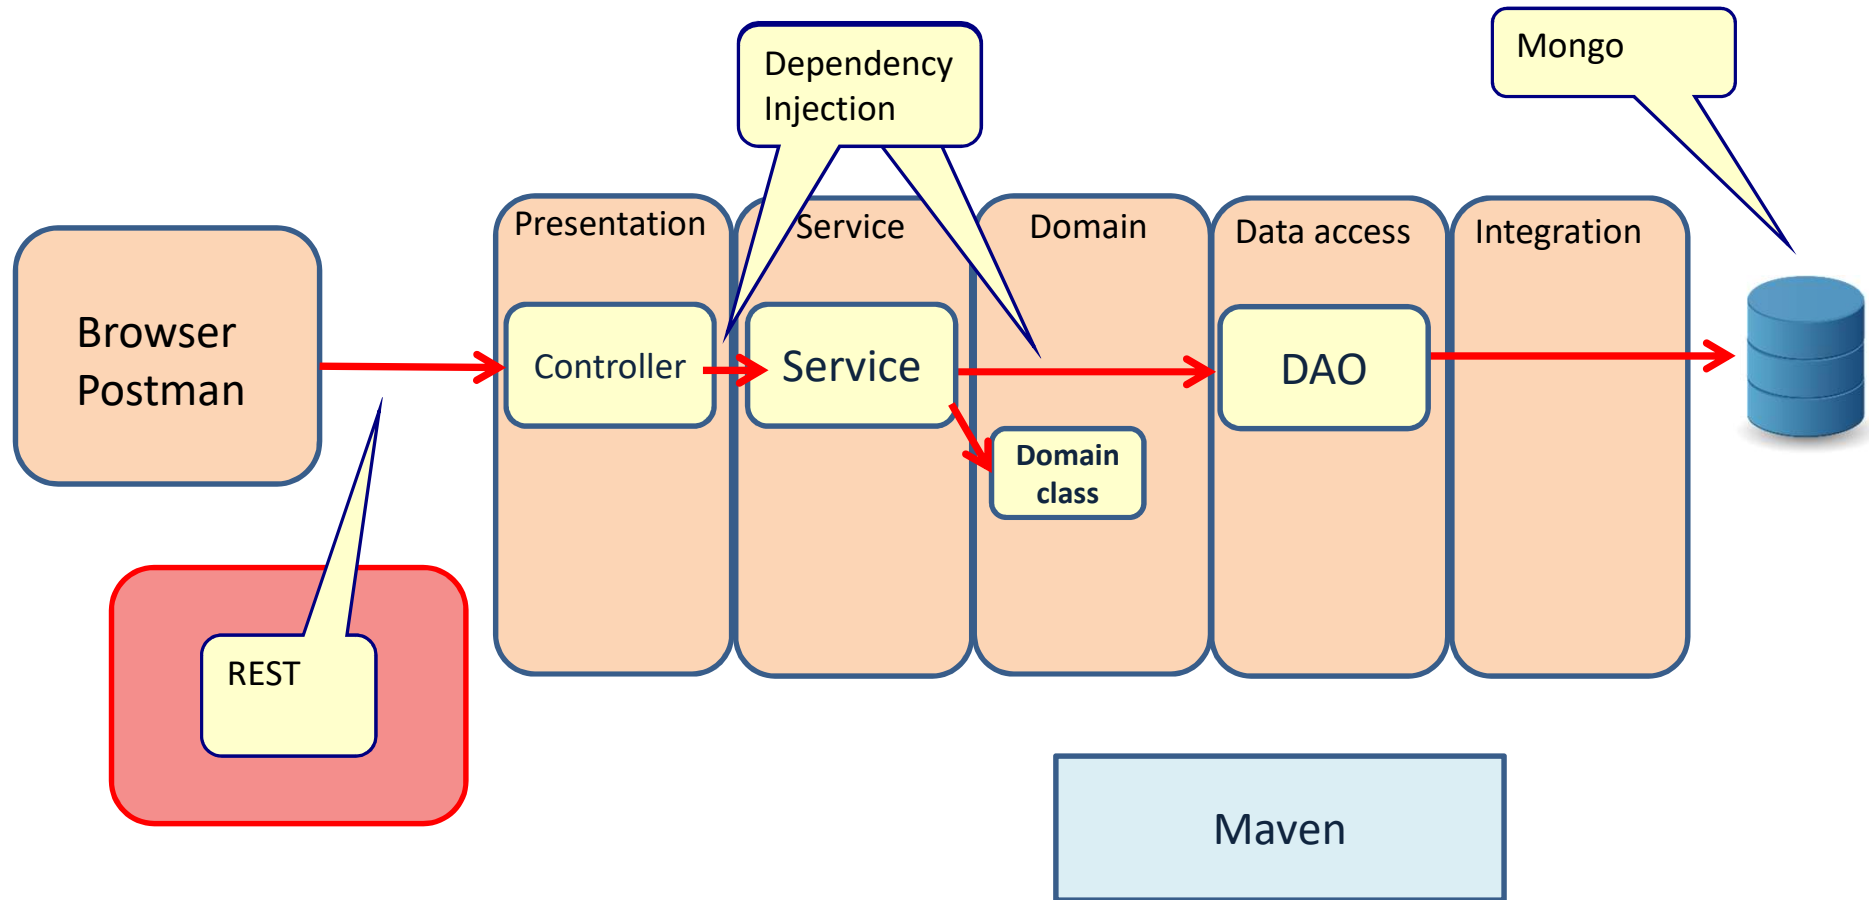 Dependency
Injection
Mongo
Presentation
Service
Domain
Data access
Integration
Browser
Postman
Controller
Service
DAO
Domain
class
REST
Maven